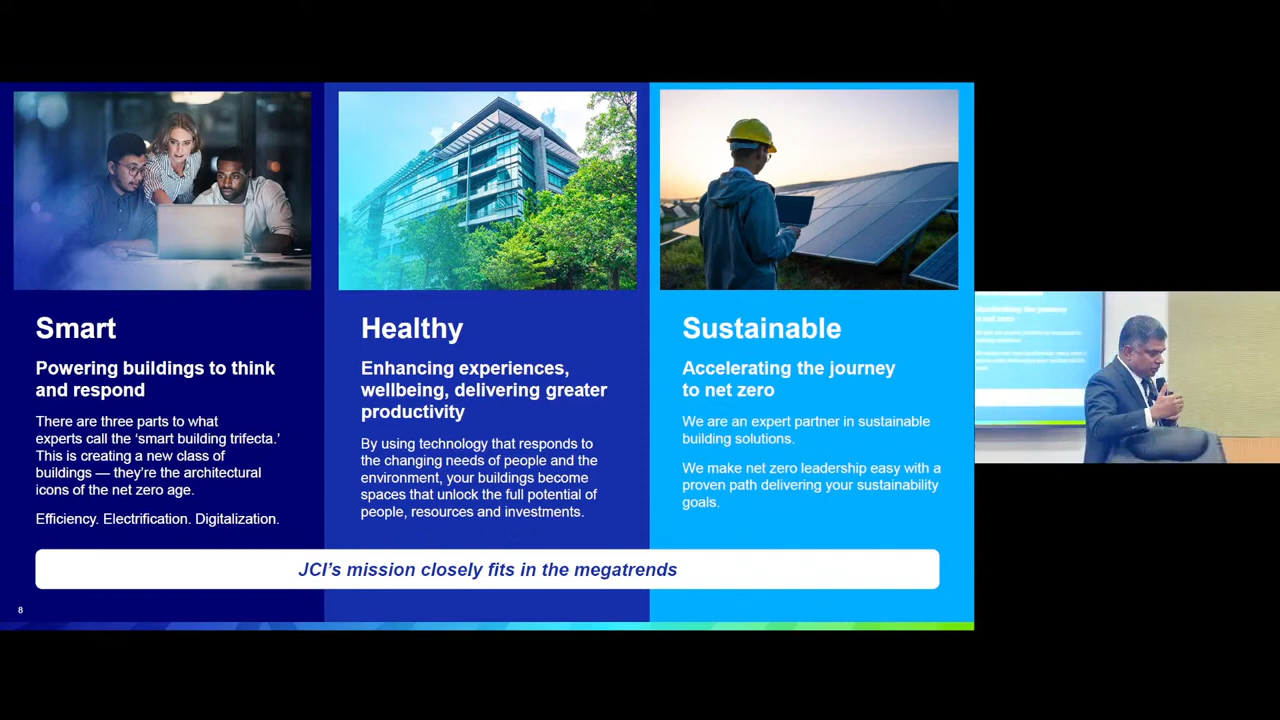 Smart
Powering buildings to think
and respond
There are three parts to what
experts call the ‘smart building trifecta.’
This is creating a new class of
buildings — they’re the architectural
icons of the net zero age.
Efficiency. Electrification. Digitalization.
Healthy
Enhancing experiences,
wellbeing, delivering greater
productivity
By using technology that responds to
the changing needs of people and the
environment, your buildings become
spaces that unlock the full potential of
people, resources and investments.
Sustainable
Accelerating the journey
to net zero
We are an expert partner in sustainable
building solutions.
We make net zero leadership easy with a
proven path delivering your sustainability
goals.
JCI’s mission closely fits in the megatrends
8